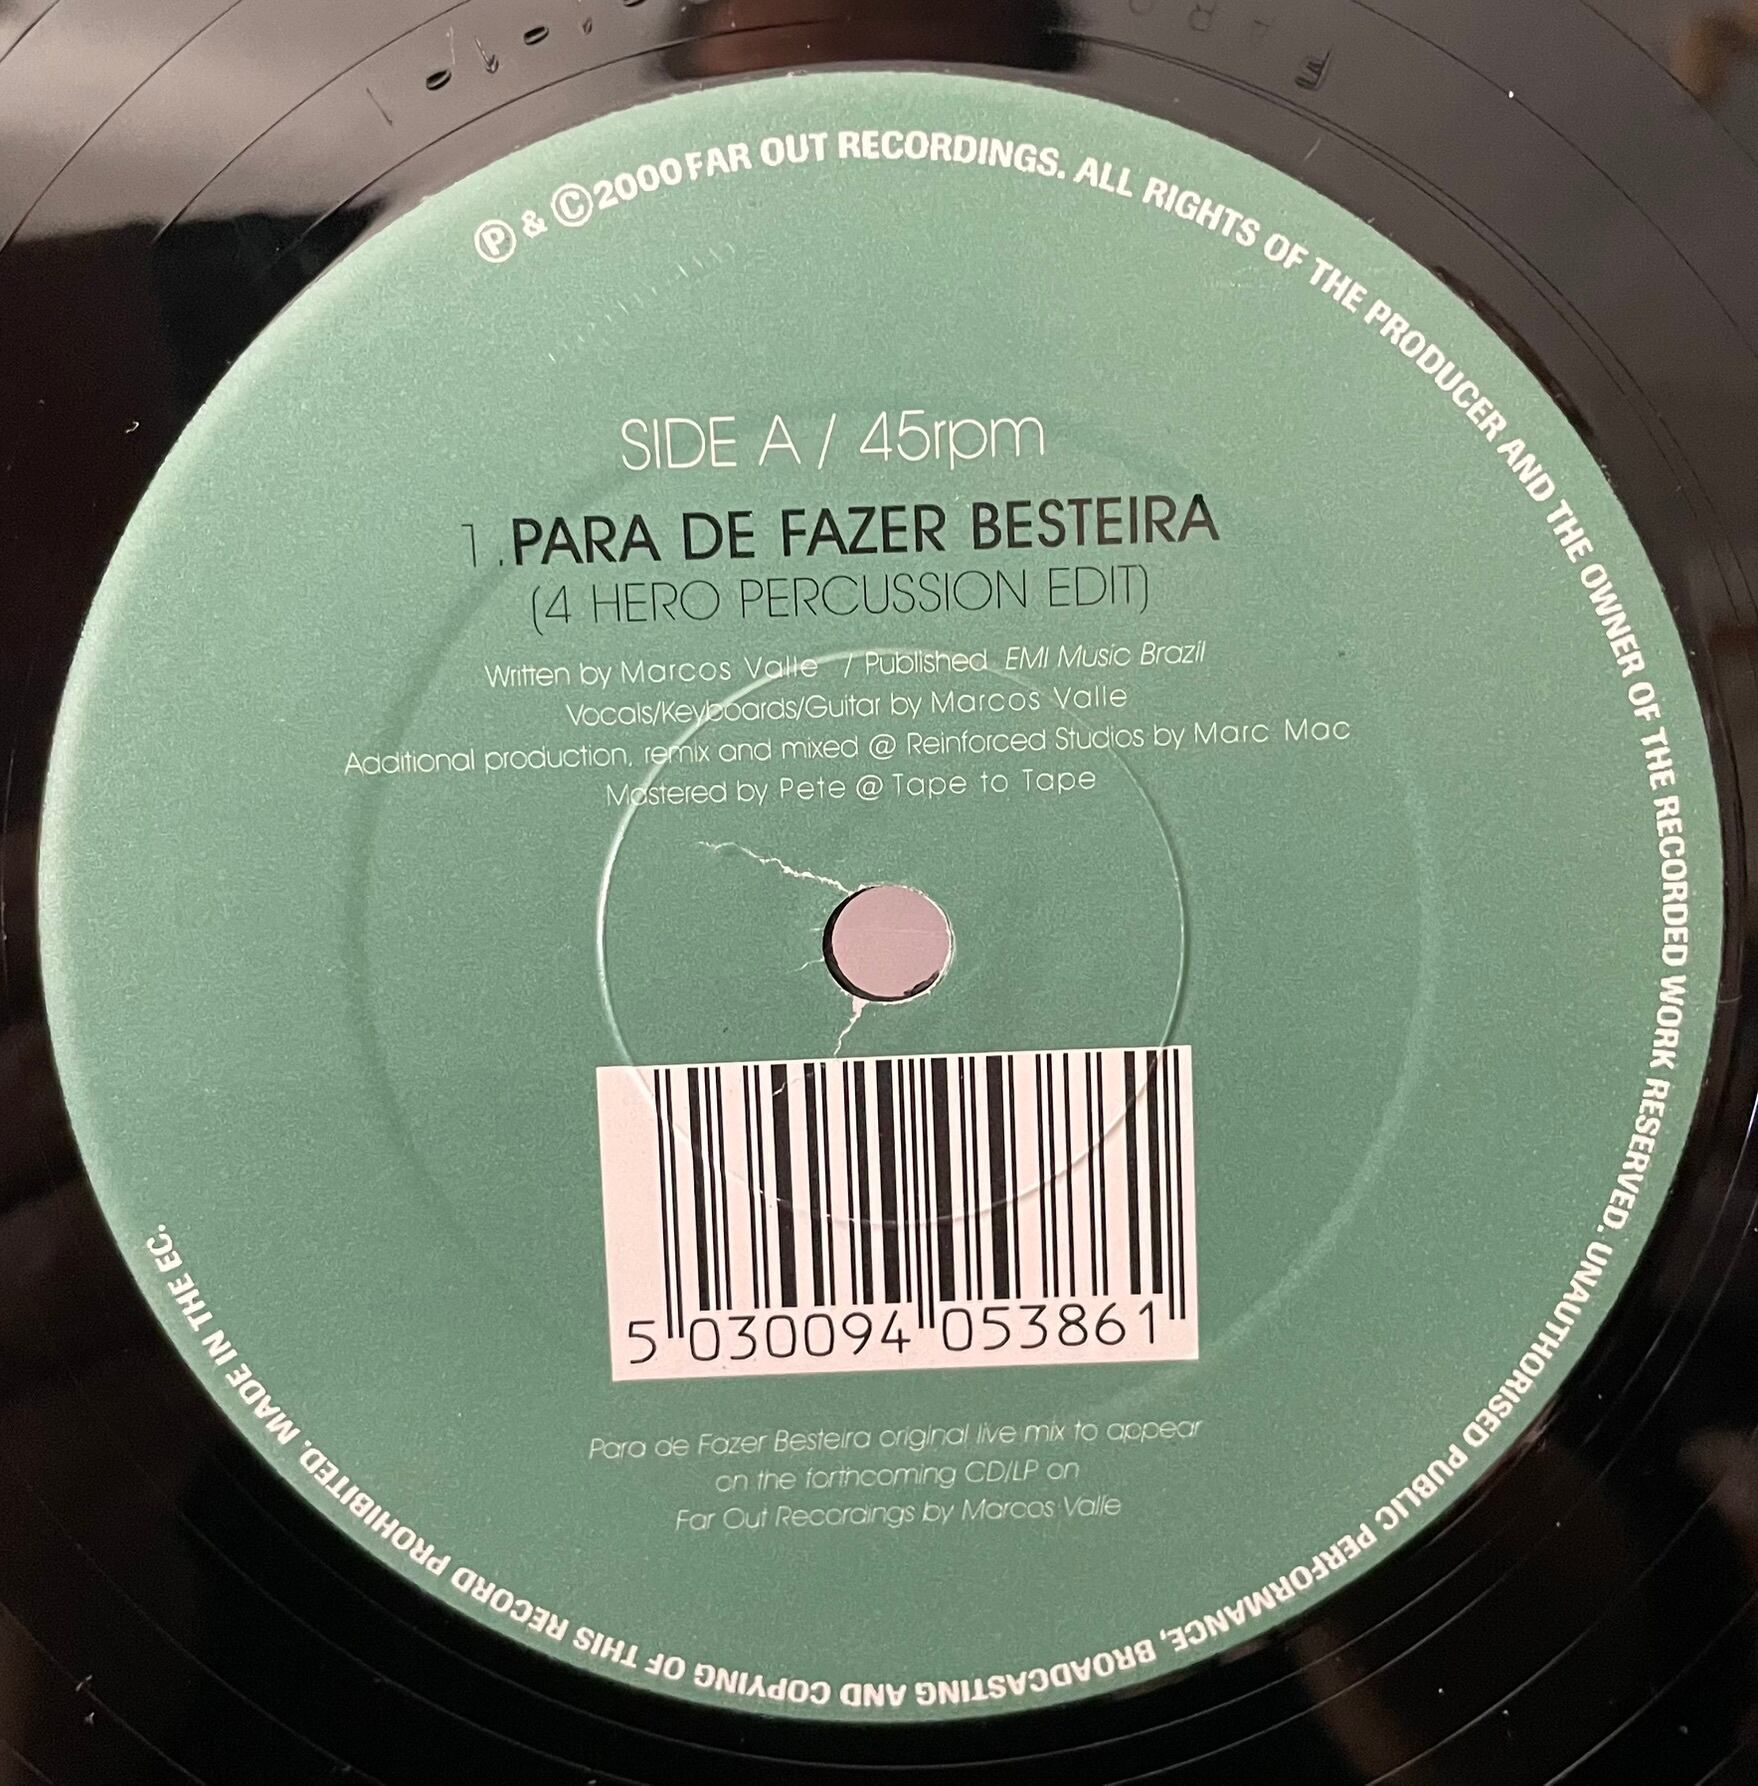 ℗ & ©2000 FAR OUT RECORDINGS. ALL RIGHTS OF THE PRODUCER AND THE OWNER OF THE RECORDED WORK RESERVED. UNAUTHORISED PUBLIC PERFORMANCE, BROADCASTING AND COPYING OF THIS RECORD PROHIBITED. MADE IN THE EC.
SIDE A / 45rpm
1. PARA DE FAZER BESTEIRA
(4 HERO PERCUSSION EDIT)
Written by Marcos Valle / Published EMI Music Brazil
Vocals/Keyboards/Guitar by Marcos Valle
Additional production, remix and mixed @ Reinforced Studios by Marc Mac
Mastered by Pete @ Tape to Tape
5 030094 053861
Para de Fazer Besteira original live mix to appear
on the forthcoming CD/LP on
Far Out Recordings by Marcos Valle